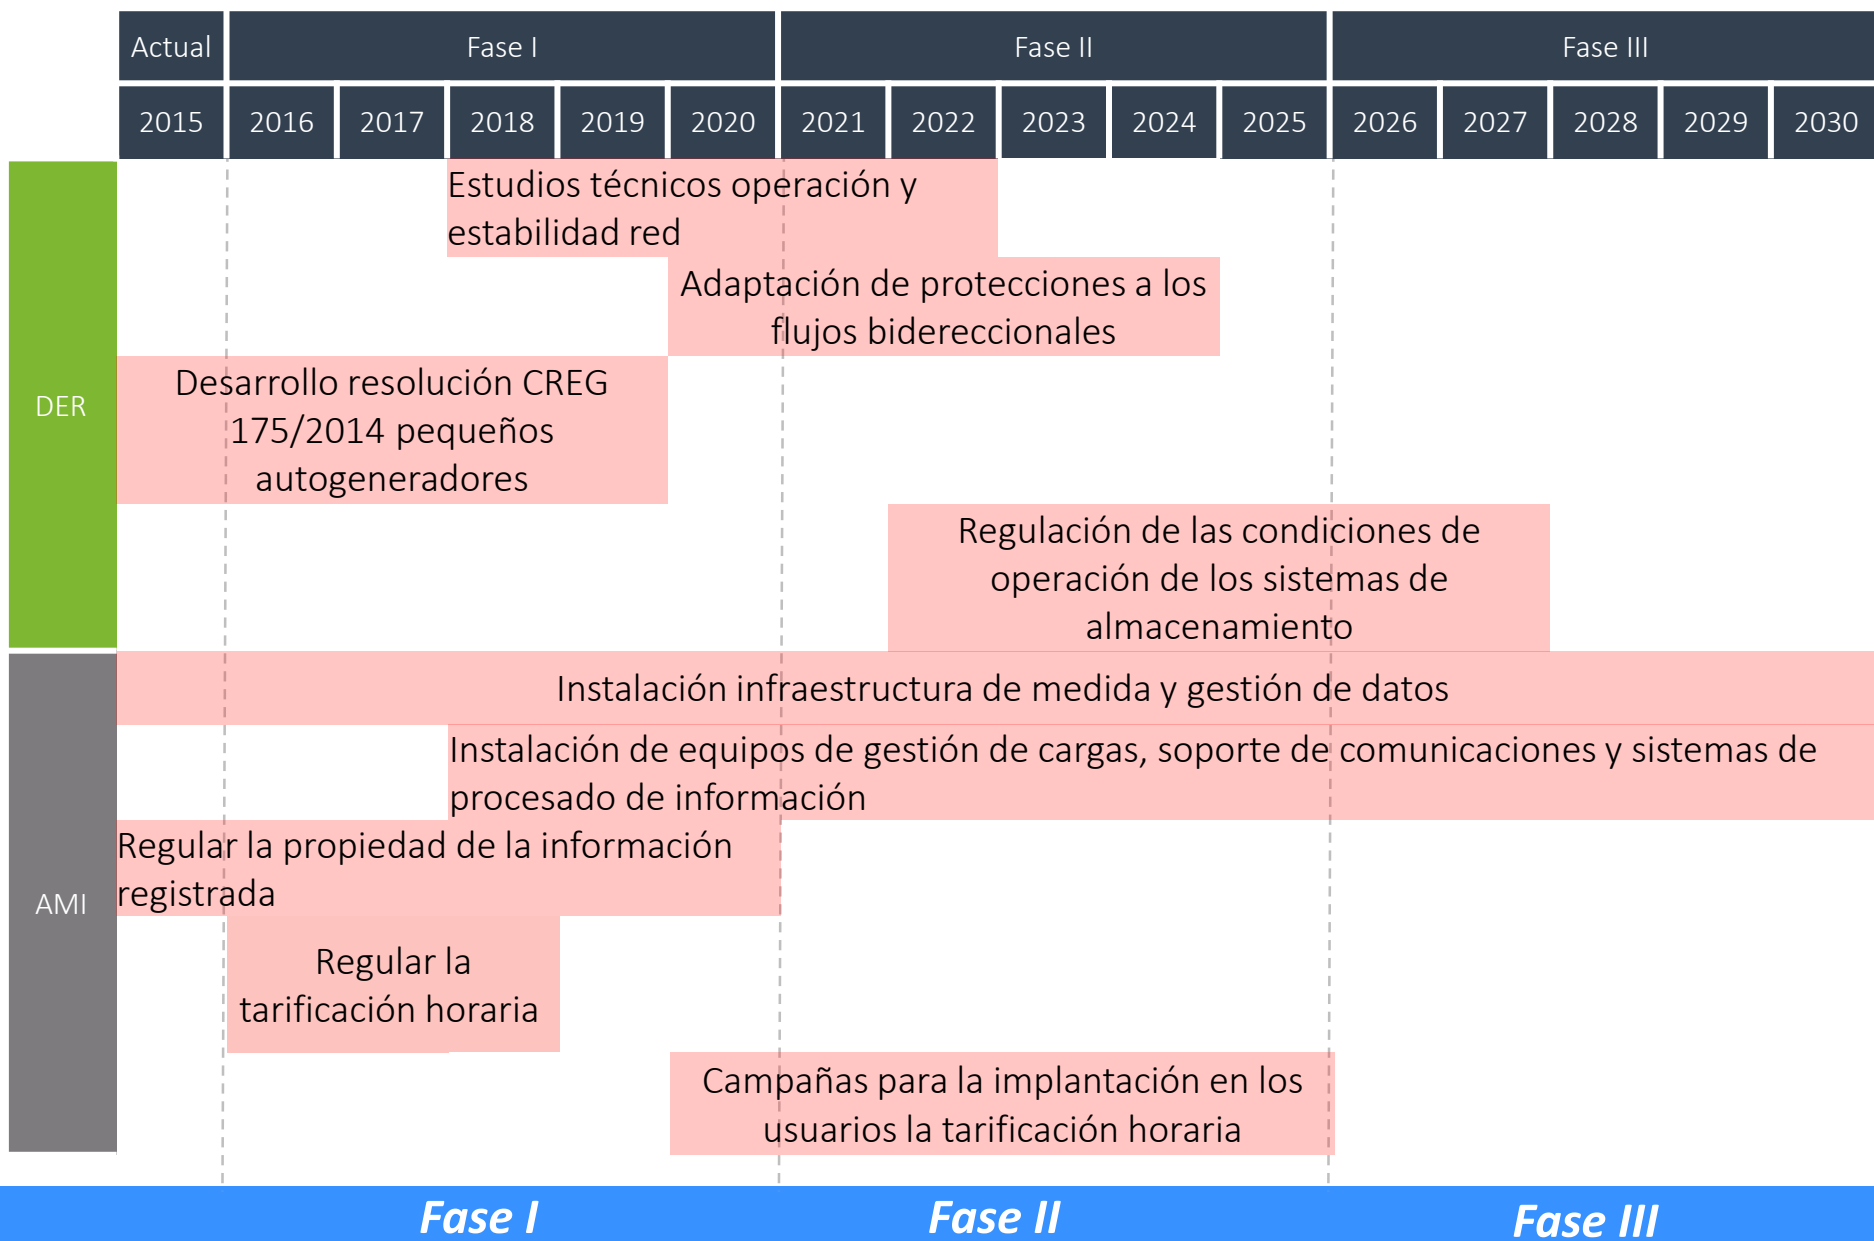 Actual Fase I Fase II Fase III
2015 2016 2017 2018 2019 2020 2021 2022 2023 2024 2025 2026 2027 2028 2029 2030
DER
Estudios técnicos operación y
estabilidad red
Adaptación de protecciones a los
flujos bidereccionales
Desarrollo resolución CREG
175/2014 pequeños
autogeneradores
Regulación de las condiciones de
operación de los sistemas de
almacenamiento
AMI
Instalación infraestructura de medida y gestión de datos
Instalación de equipos de gestión de cargas, soporte de comunicaciones y sistemas de
procesado de información
Regular la propiedad de la información
registrada
Regular la
tarificación horaria
Campañas para la implantación en los
usuarios la tarificación horaria
Fase I Fase II Fase III